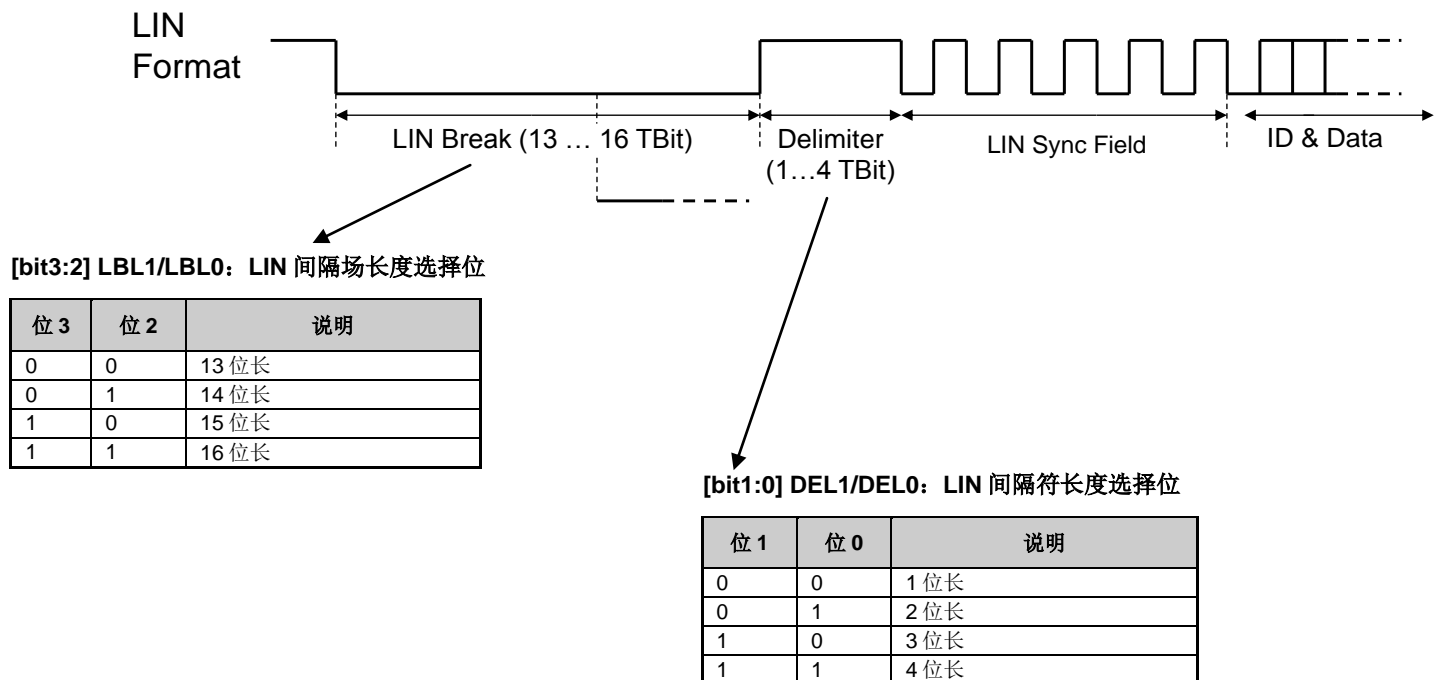 LIN
Format
LIN Break (13 … 16 TBit)
Delimiter
(1…4 TBit)
LIN Sync Field
ID & Data
[bit3:2] LBL1/LBL0：LIN 间隔场长度选择位
位 3 位 2 说明
0 0 13 位长
0 1 14 位长
1 0 15 位长
1 1 16 位长
[bit1:0] DEL1/DEL0：LIN 间隔符长度选择位
位 1 位 0 说明
0 0 1 位长
0 1 2 位长
1 0 3 位长
1 1 4 位长